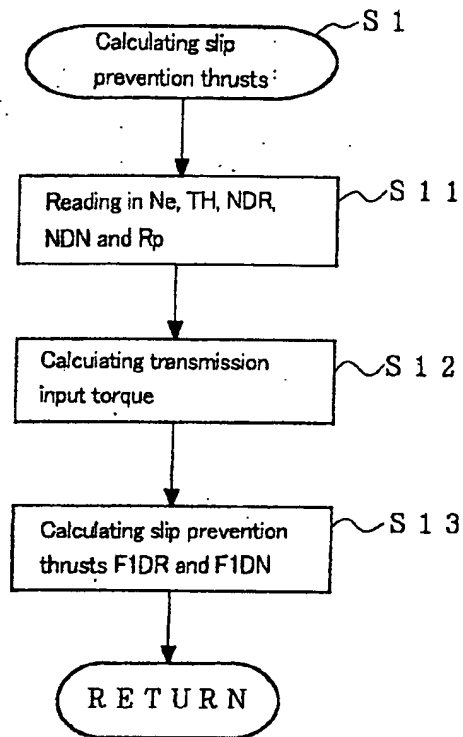 S 1
Calculating slip
prevention thrusts:
Reading in Ne, TH, NDR,
NDN and Rp
S 1 1
Calculating transmission
input torque
S 1 2
Calculating slip prevention
thrusts F1DR and F1DN
S 1 3
R E T U R N